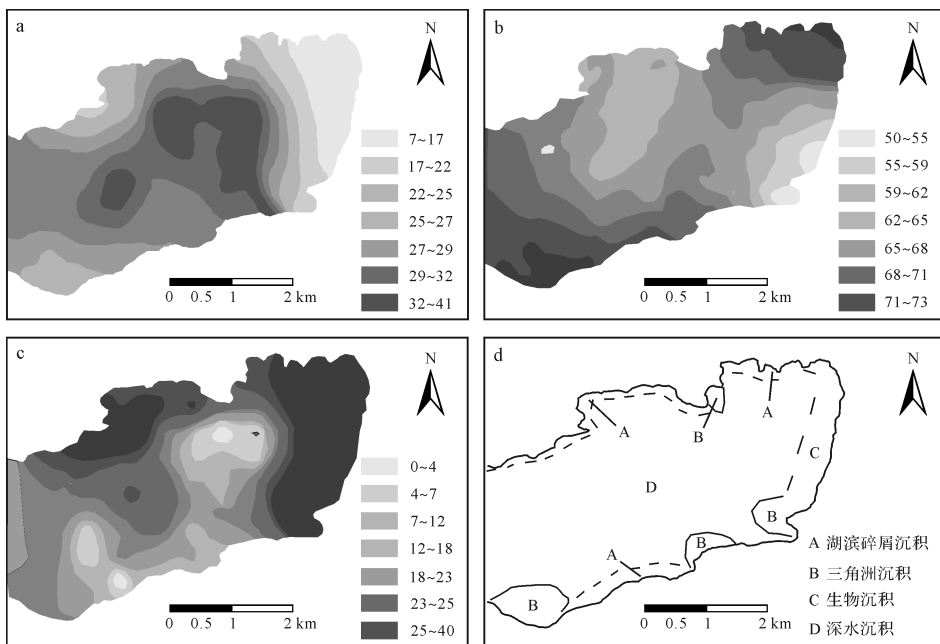 a
N
7~17
17~22
22~25
25~27
27~29
29~32
32~41
0 0.5 1 2 km
b
N
50~55
55~59
59~62
62~65
65~68
68~71
71~73
0 0.5 1 2 km
c
N
0~4
4~7
7~12
12~18
18~23
23~25
25~40
0 0.5 1 2 km
d
N
A
B
A
C
D
B
B
A
B
A 湖滨碎屑沉积
B 三角洲沉积
C 生物沉积
D 深水沉积
0 0.5 1 2 km